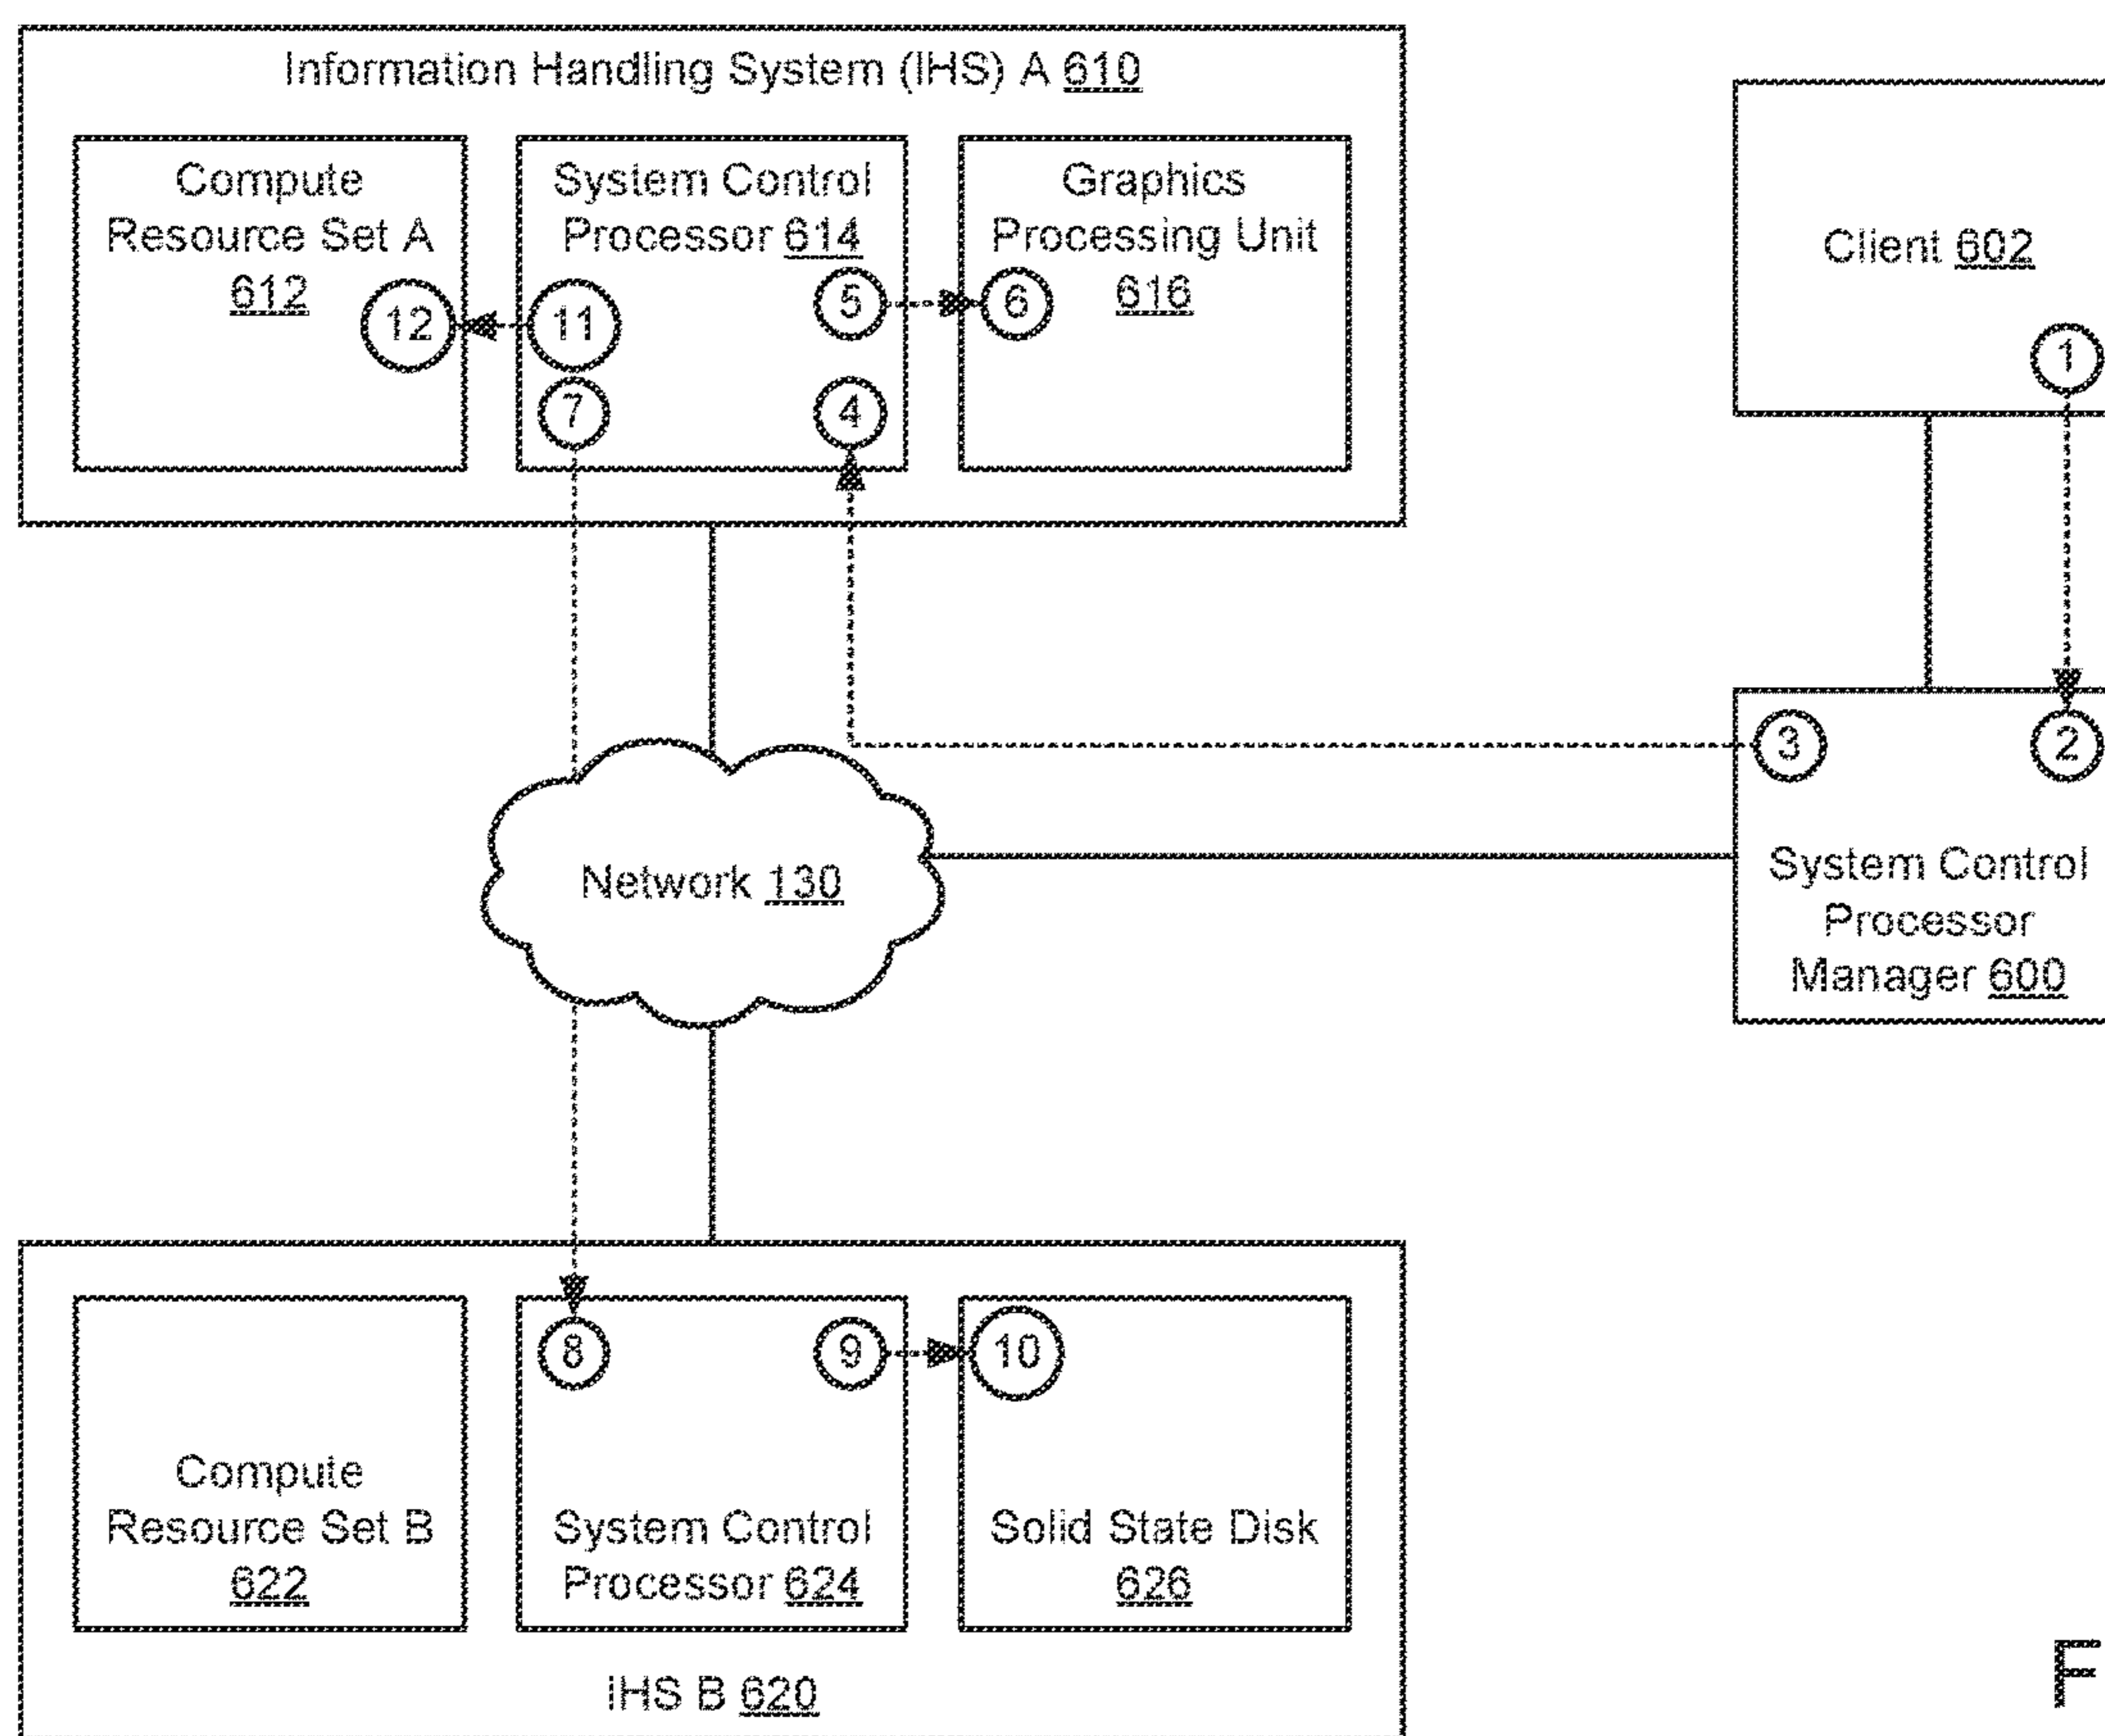 Information Handling System (IHS) A 610
Compute
Resource Set A
612
12
System Control
Processor 614
11
5
7
4
Graphics
Processing Unit
616
6
Client 602
1
3
2
System Control
Processor
Manager 600
Network 130
8
9
10
Compute
Resource Set B
622
System Control
Processor 624
Solid State Disk
626
IHS B 620
F